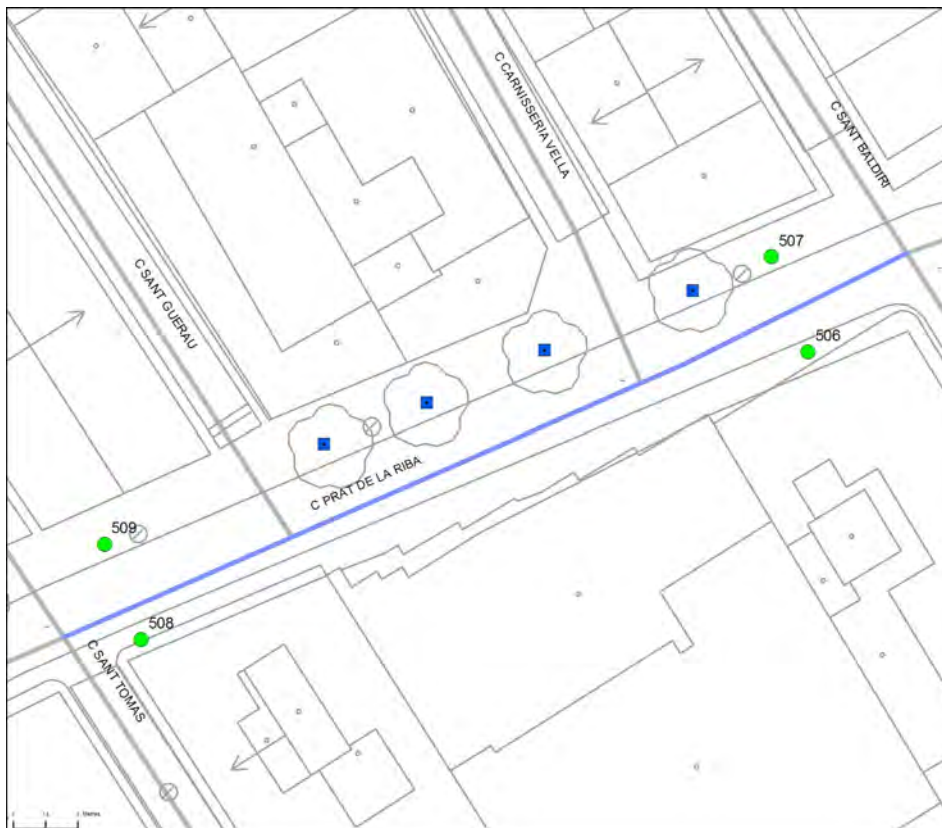 C CARNISSERIA VELLA
C SANT BALDIRI
507
C SANT GUERAU
506
C PRAT DE LA RIBA
509
508
C SANT TOMAS